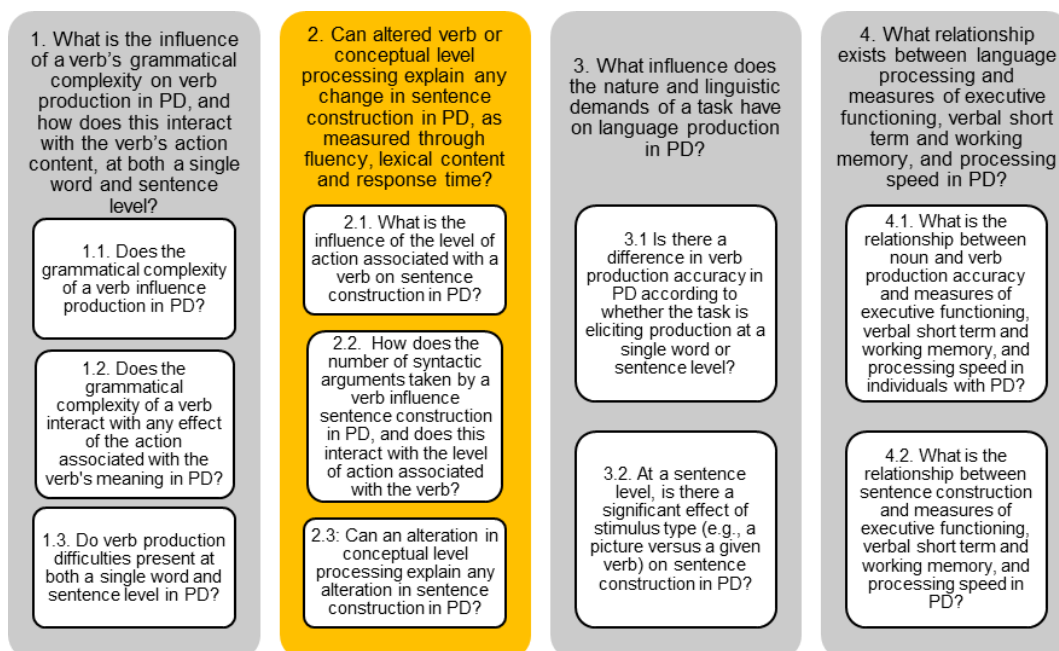 1. What is the influence
of a verb's grammatical
complexity on verb
production in PD, and
how does this interact
with the verb's action
content, at both a single
word and sentence
level?
1.1. Does the
grammatical complexity
of a verb influence
production in PD?
1.2. Does the
grammatical
complexity of a verb
interact with any effect
of the action
associated with the
verb's meaning in PD?
1.3. Do verb production
difficulties present at
both a single word and
sentence level in PD?
2. Can altered verb or
conceptual level
processing explain any
change in sentence
construction in PD, as
measured through
fluency, lexical content
and response time?
2.1. What is the
influence of the level of
action associated with a
verb on sentence
construction in PD?
2.2. How does the
number of syntactic
arguments taken by a
verb influence
sentence construction
in PD, and does this
interact with the level
of action associated
with the verb?
2.3: Can an alteration in
conceptual level
processing explain any
alteration in sentence
construction in PD?
3. What influence does
the nature and linguistic
demands of a task have
on language production
in PD?
3.1 Is there a
difference in verb
production accuracy in
PD according to
whether the task is
eliciting production at a
single word or
sentence level?
3.2. At a sentence
level, is there a
significant effect of
stimulus type (e.g., a
picture versus a given
verb) on sentence
construction in PD?
4. What relationship
exists between language
processing and
measures of executive
functioning, verbal short
term and working
memory, and processing
speed in PD?
4.1. What is the
relationship between
noun and verb
production accuracy
and measures of
executive functioning,
verbal short term and
working memory, and
processing speed in
individuals with PD?
4.2. What is the
relationship between
sentence construction
and measures of
executive functioning,
verbal short term and
working memory, and
processing speed in
PD?